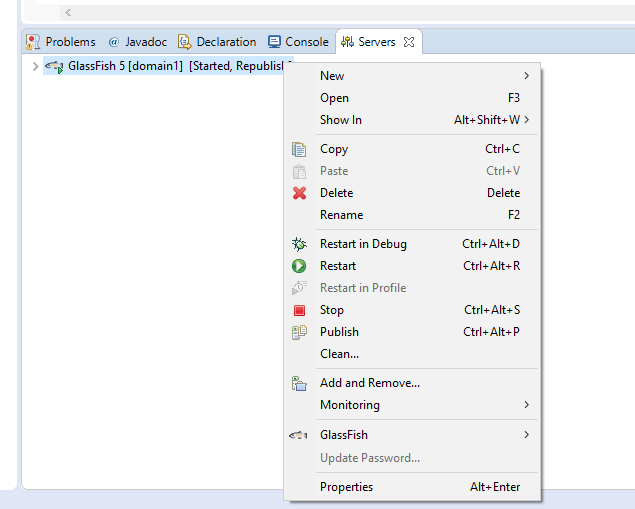 Problems @ Javadoc Declaration Console Servers
GlassFish 5 [domain1] [Started, Republish
New
Open F3
Show In Alt+Shift+W
Copy Ctrl+C
Paste Ctrl+V
Delete Delete
Rename F2
Restart in Debug Ctrl+Alt+D
Restart Ctrl+Alt+R
Restart in Profile
Stop Ctrl+Alt+S
Publish Ctrl+Alt+P
Clean...
Add and Remove...
Monitoring
GlassFish
Update Password...
Properties Alt+Enter